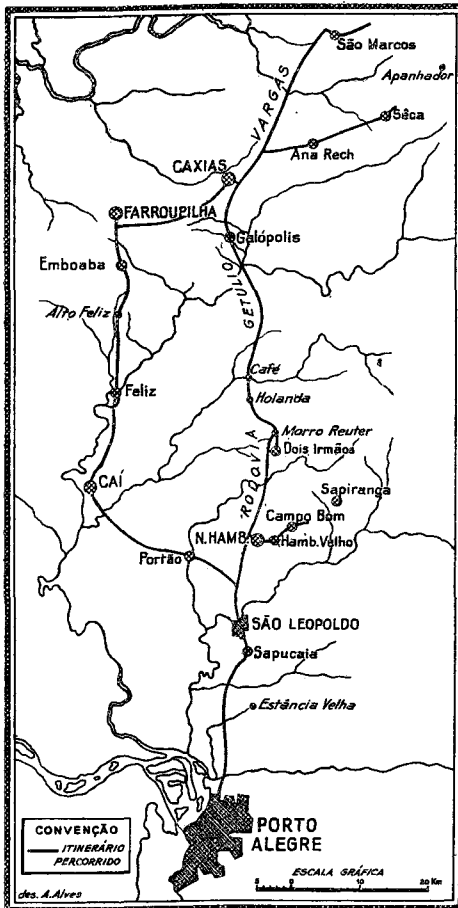 São Marcos
Apanhador
Sêca
Ana Rech
VARGAS
CAXIAS
FARROUPILHA
Galópolis
GETULIO
Emboaba
Alto Feliz
Café
Feliz
Holanda
Morro Reuter
Dois Irmãos
RODOVIA
CAÍ
Sapiranga
Campo Bom
N.HAMB.
Hamb.Velho
Portão
SÃO LEOPOLDO
Sapucaia
Estância Velha
PORTO
ALEGRE
CONVENÇÃO
ITINERÁRIO
PERCORRIDO
ESCALA GRÁFICA
5 0 10 20 Km
des. A.Alves